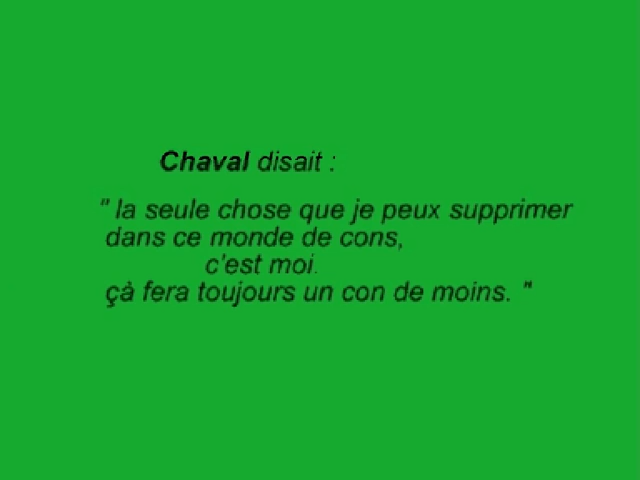 Chaval disait :
" la seule chose que je peux supprimer
dans ce monde de cons,
c'est moi.
çà fera toujours un con de moins. "